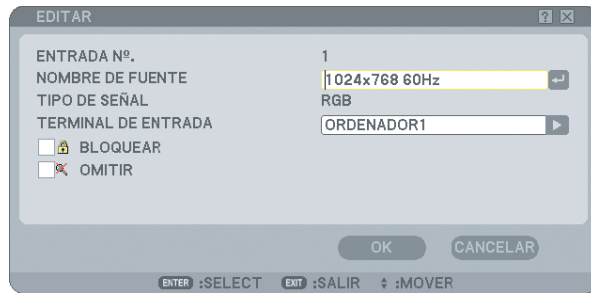 EDITAR
ENTRADA Nº. 1
NOMBRE DE FUENTE 1024x768 60Hz
TIPO DE SEÑAL RGB
TERMINAL DE ENTRADA ORDENADOR1
BLOQUEAR
OMITIR
OK CANCELAR
ENTER :SELECT EXIT :SALIR :MOVER